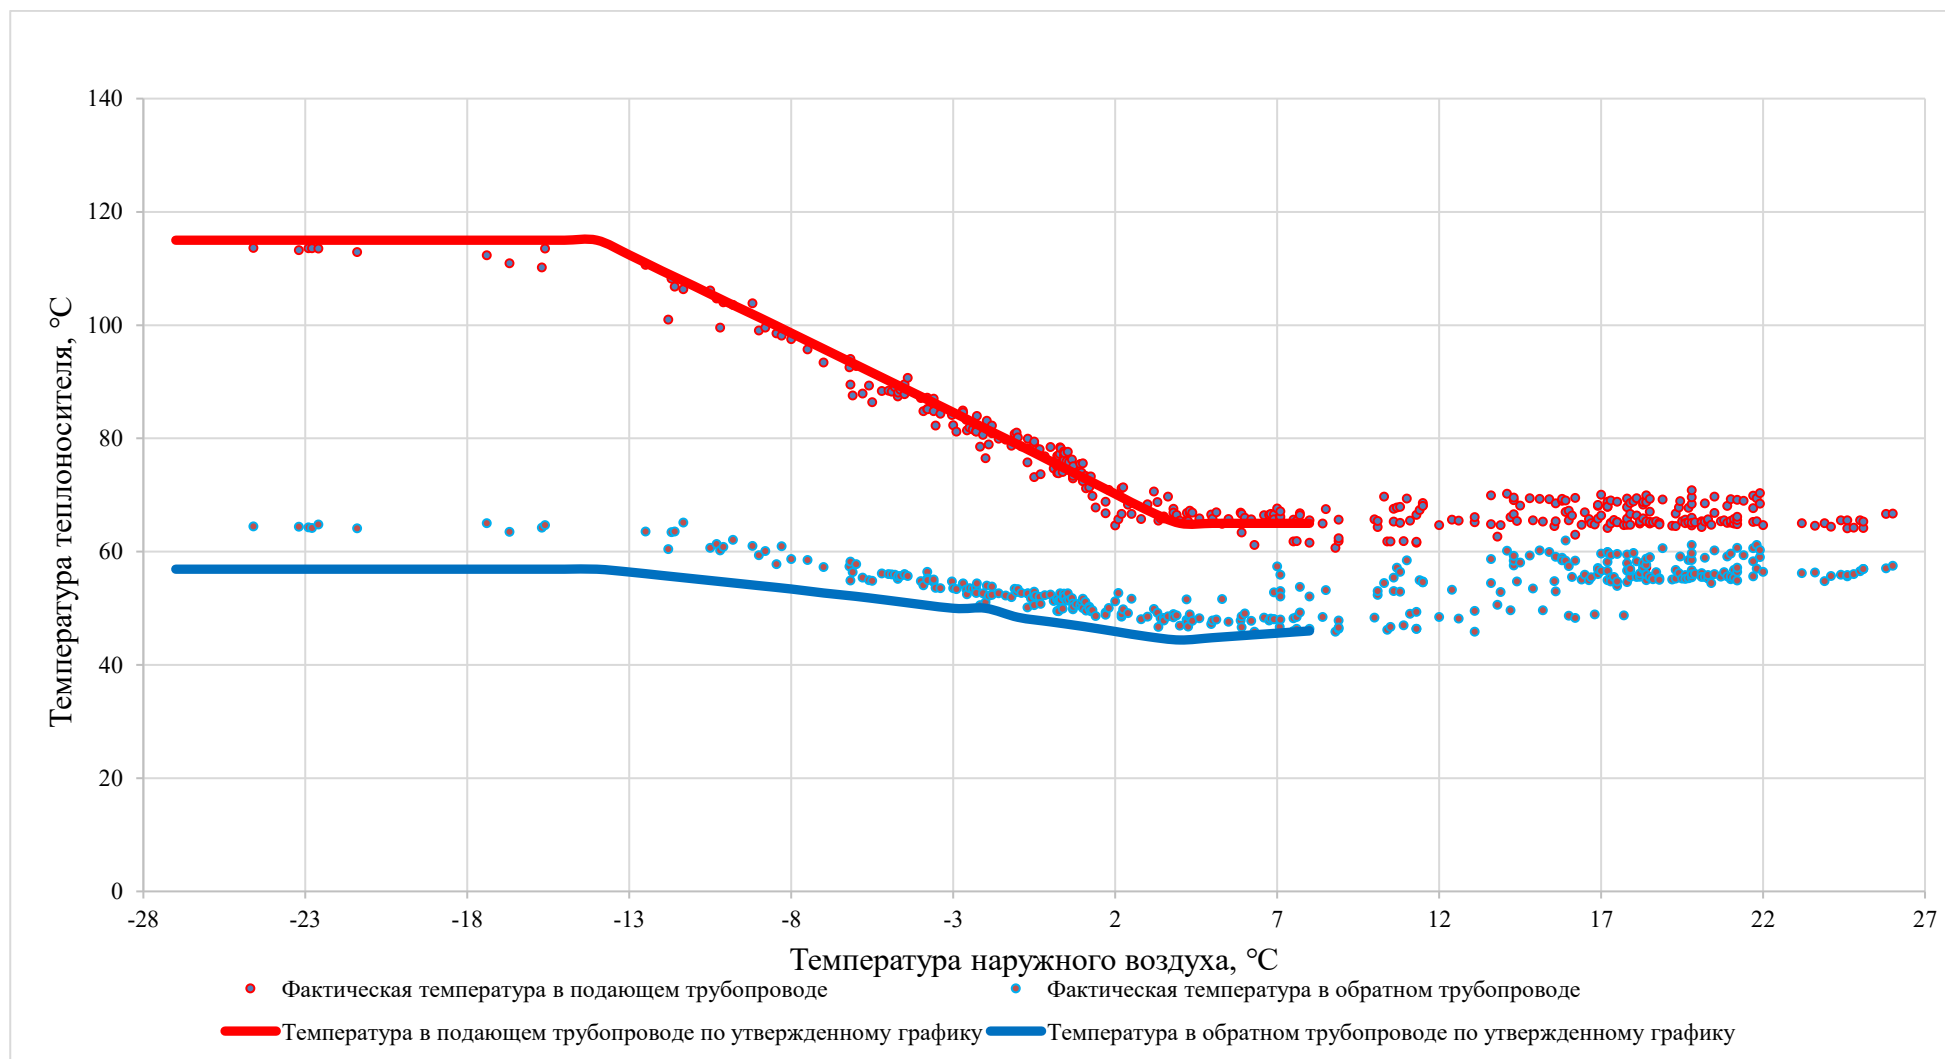 140
120
100
80
60
40
20
0
-28 -23 -18 -13 -8 -3 2 7 12 17 22 27
Температура теплоносителя, °С
Температура наружного воздуха, °С
Фактическая температура в подающем трубопроводе Фактическая температура в обратном трубопроводе
Температура в подающем трубопроводе по утвержденному графику Температура в обратном трубопроводе по утвержденному графику